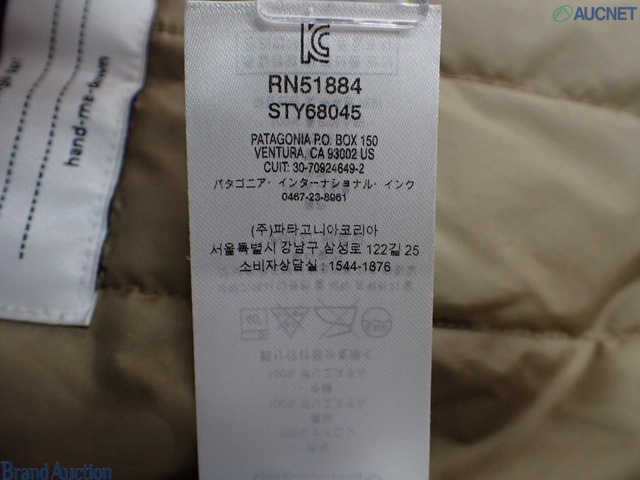 AUCNET
hand-me-down
RN51884
STY68045
PATAGONIA P.O. BOX 150
VENTURA, CA 93002 US
CUIT: 30-70924649-2
パタゴニア・インターナショナル・インク
0467-23-8961
(주)파타고니아코리아
서울특별시 강남구 삼성로 122길 25
소비자상담실 : 1544-1876
Brand Auction